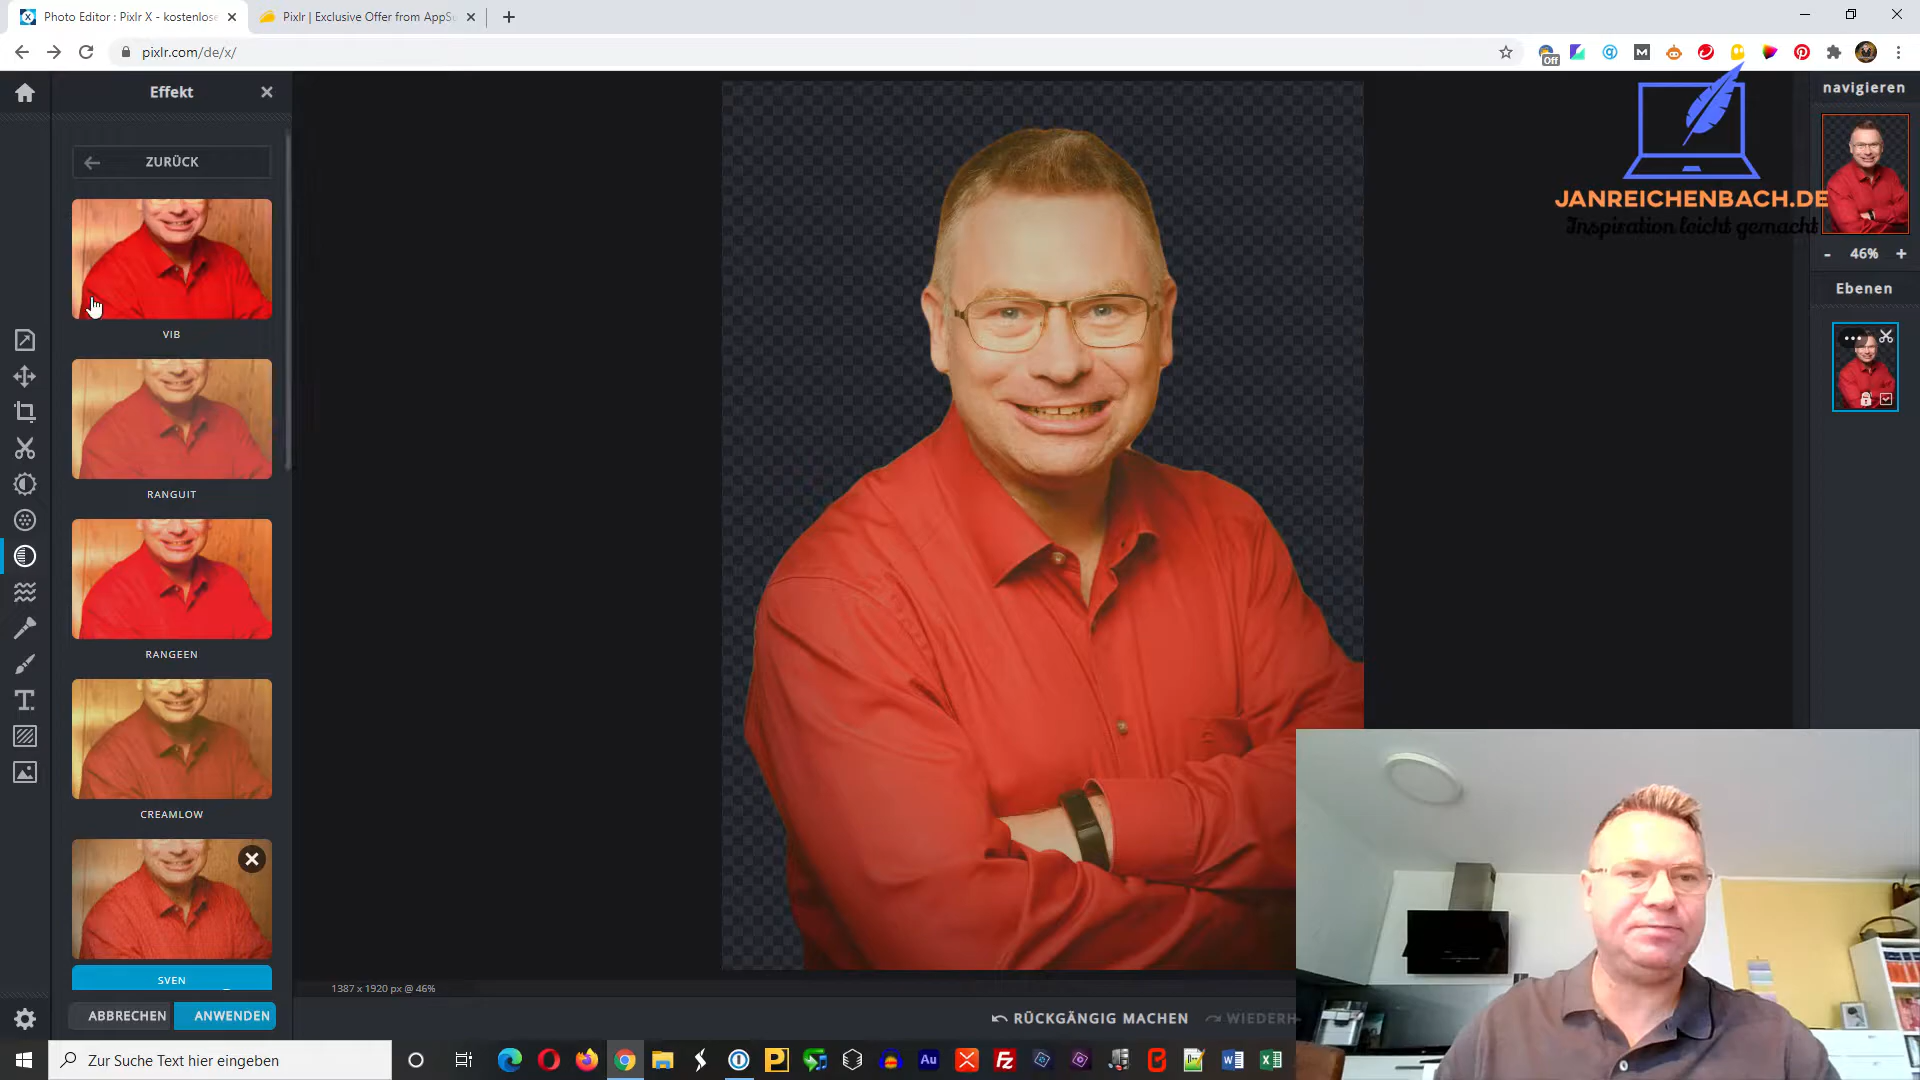 Photo Editor : Pixlr X - kostenlose
Pixlr | Exclusive Offer from AppSu
pixlr.com/de/x/
Off
Effekt
ZURÜCK
VIB
RANGUIT
RANGEEN
CREAMLOW
SVEN
ABBRECHEN
ANWENDEN
1387 x 1920 px @ 46%
RÜCKGÄNGIG MACHEN
WIEDERH
navigieren
JANREICHENBACH.DE
Inspiration leicht gemacht
- 46% +
Ebenen
Zur Suche Text hier eingeben
Au